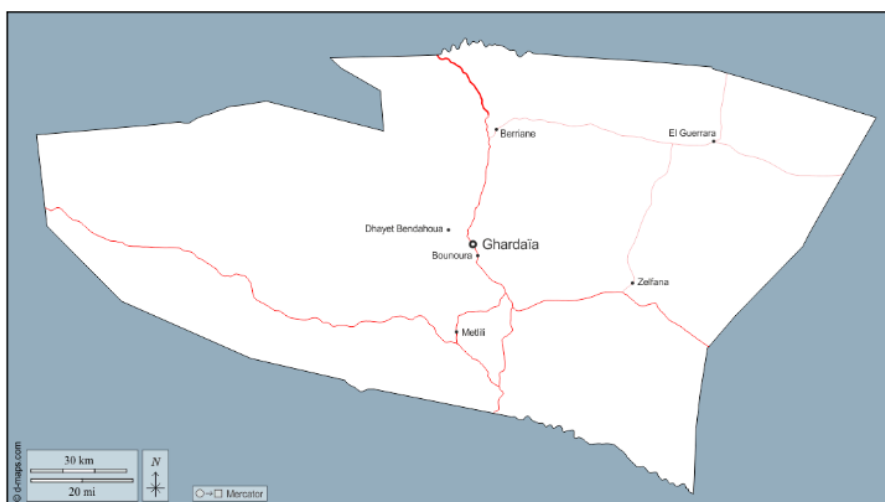 Berriane
El Guerrara
Dhayet Bendahoua
Ghardaïa
Bounoura
Zelfana
Metlili
30 km
20 mi
N
Mercator
© d-maps.com